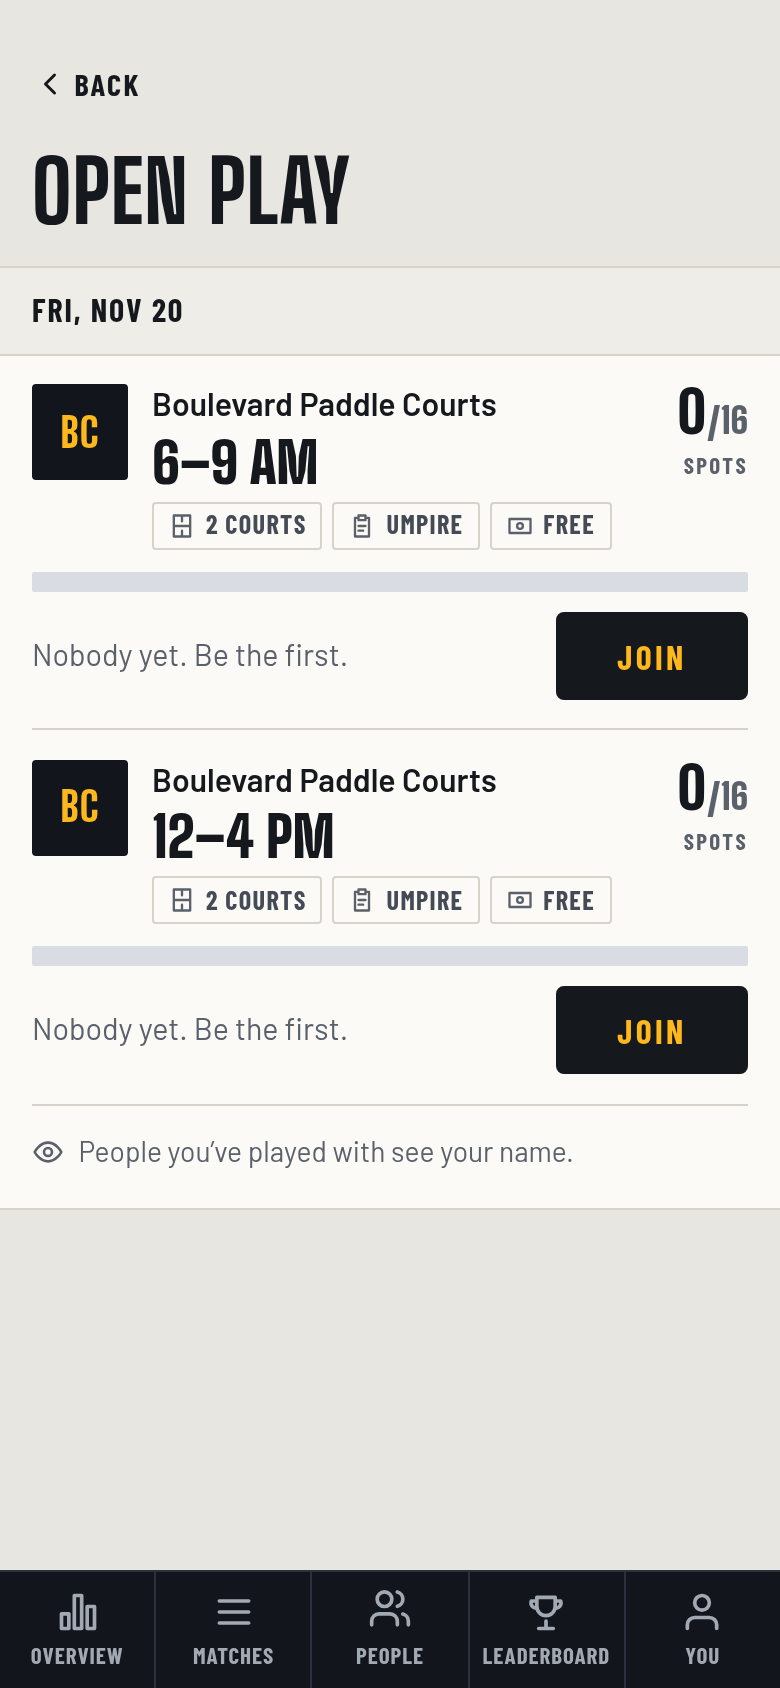 BACK
OPEN PLAY
FRI, NOV 20
BC
Boulevard Paddle Courts
6–9 AM
0/16
SPOTS
2 COURTS
UMPIRE
FREE
Nobody yet. Be the first.
JOIN
BC
Boulevard Paddle Courts
12–4 PM
0/16
SPOTS
2 COURTS
UMPIRE
FREE
Nobody yet. Be the first.
JOIN
People you’ve played with see your name.
OVERVIEW
MATCHES
PEOPLE
LEADERBOARD
YOU